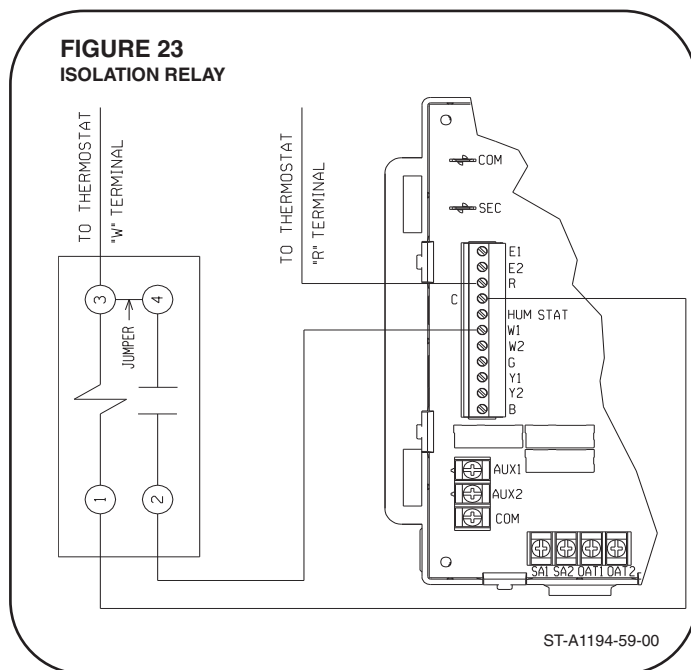 FIGURE 23
ISOLATION RELAY
TO THERMOSTAT
"W" TERMINAL
TO THERMOSTAT
"R" TERMINAL
3
4
JUMPER
1
2
COM
SEC
E1
E2
R
C
HUM STAT
W1
W2
G
Y1
Y2
B
AUX1
AUX2
COM
SA1 SA2 OAT1 OAT2
ST-A1194-59-00